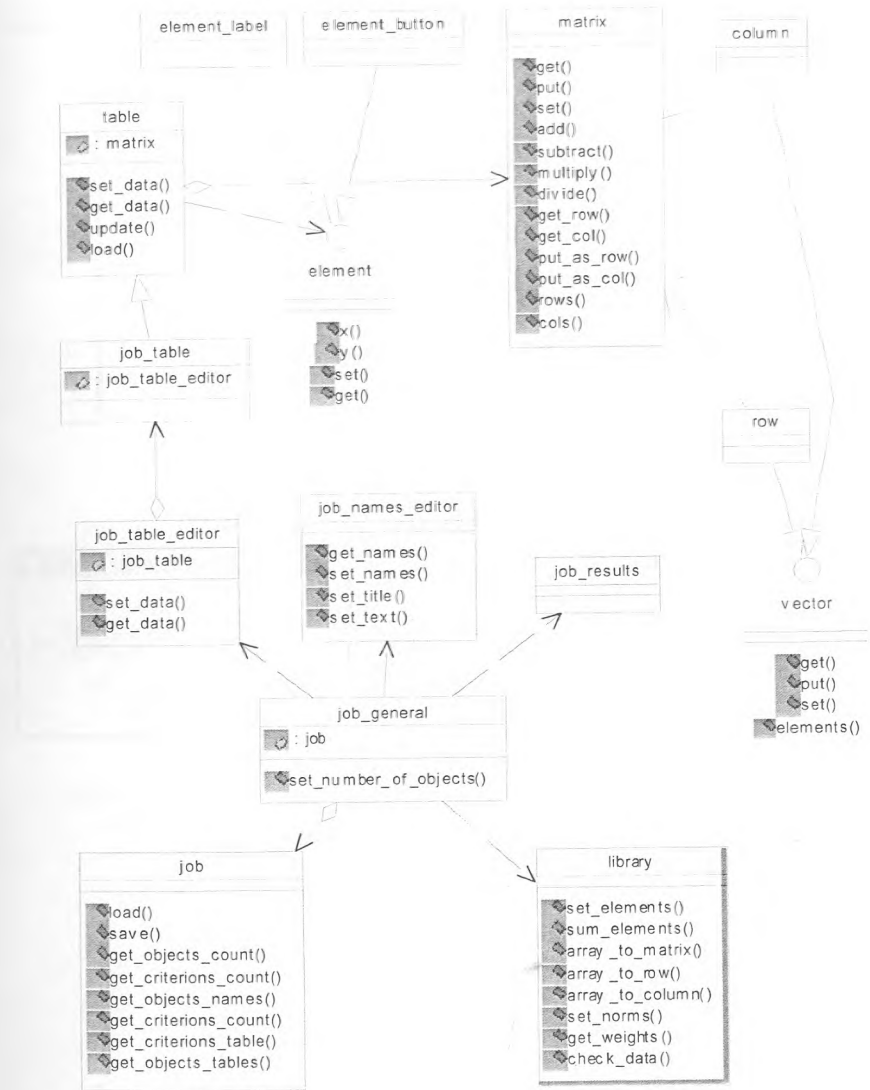 element_label
element_button
matrix
get()
put()
set()
add()
subtract()
multiply()
divide()
get_row()
get_col()
put_as_row()
put_as_col()
rows()
cols()
column
table
: matrix
set_data()
get_data()
update()
load()
element
x()
y()
set()
get()
job_table
: job_table_editor
row
job_table_editor
: job_table
set_data()
get_data()
job_names_editor
get_names()
set_names()
set_title()
set_text()
job_results
vector
get()
put()
set()
elements()
job_general
: job
set_number_of_objects()
job
load()
save()
get_objects_count()
get_criterions_count()
get_objects_names()
get_criterions_count()
get_criterions_table()
get_objects_tables()
library
set_elements()
sum_elements()
array_to_matrix()
array_to_row()
array_to_column()
set_norms()
get_weights()
check_data()